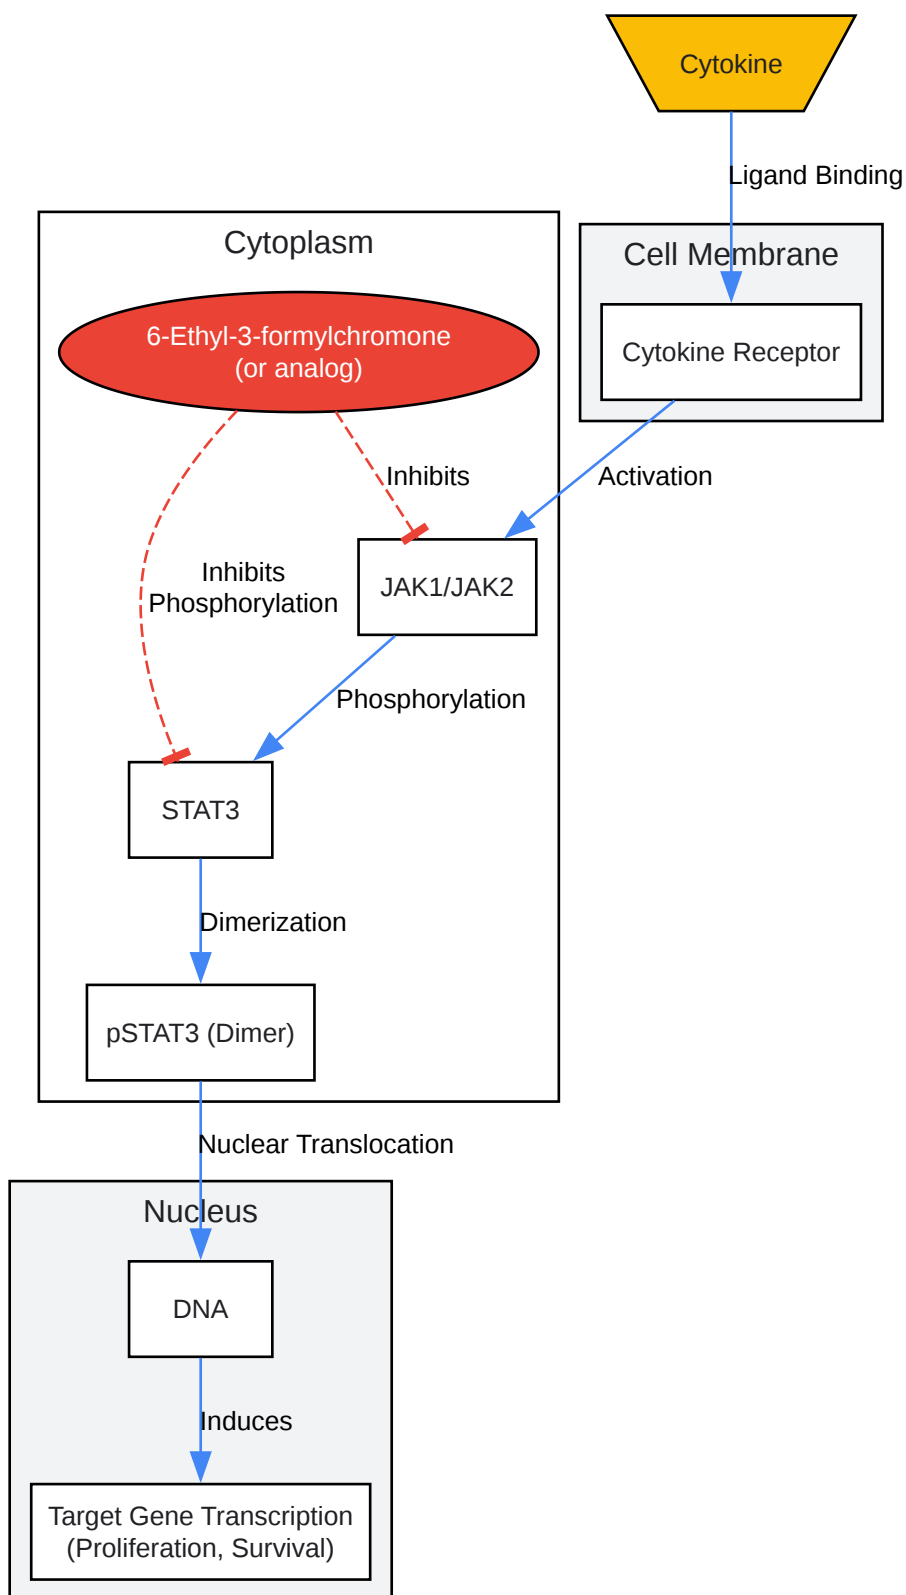 Cytokine
Ligand Binding
Cytoplasm
Cell Membrane
6-Ethyl-3-formylchromone
(or analog)
Cytokine Receptor
Inhibits
Activation
Inhibits
Phosphorylation
JAK1/JAK2
Phosphorylation
STAT3
Dimerization
pSTAT3 (Dimer)
Nuclear Translocation
Nucleus
DNA
Induces
Target Gene Transcription
(Proliferation, Survival)